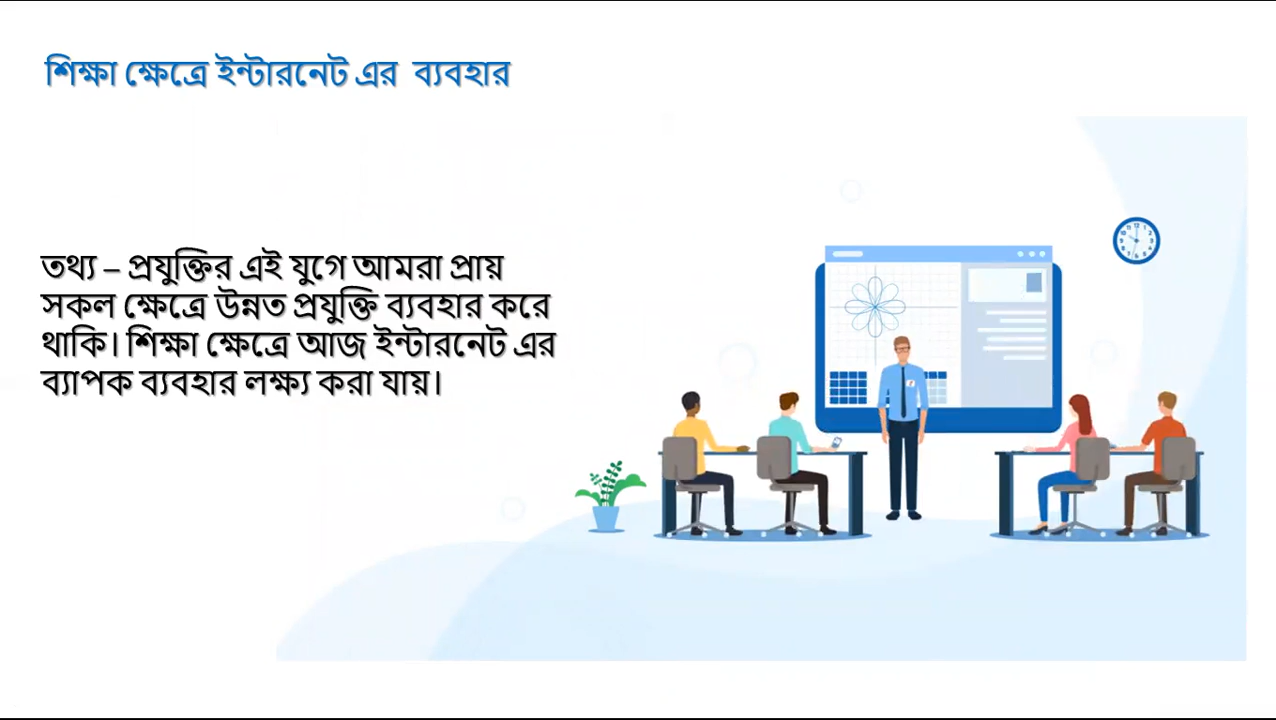 শিক্ষা ক্ষেত্রে ইন্টারনেট এর ব্যবহার
তথ্য – প্রযুক্তির এই যুগে আমরা প্রায়
সকল ক্ষেত্রে উন্নত প্রযুক্তি ব্যবহার করে
থাকি। শিক্ষা ক্ষেত্রে আজ ইন্টারনেট এর
ব্যাপক ব্যবহার লক্ষ্য করা যায়।